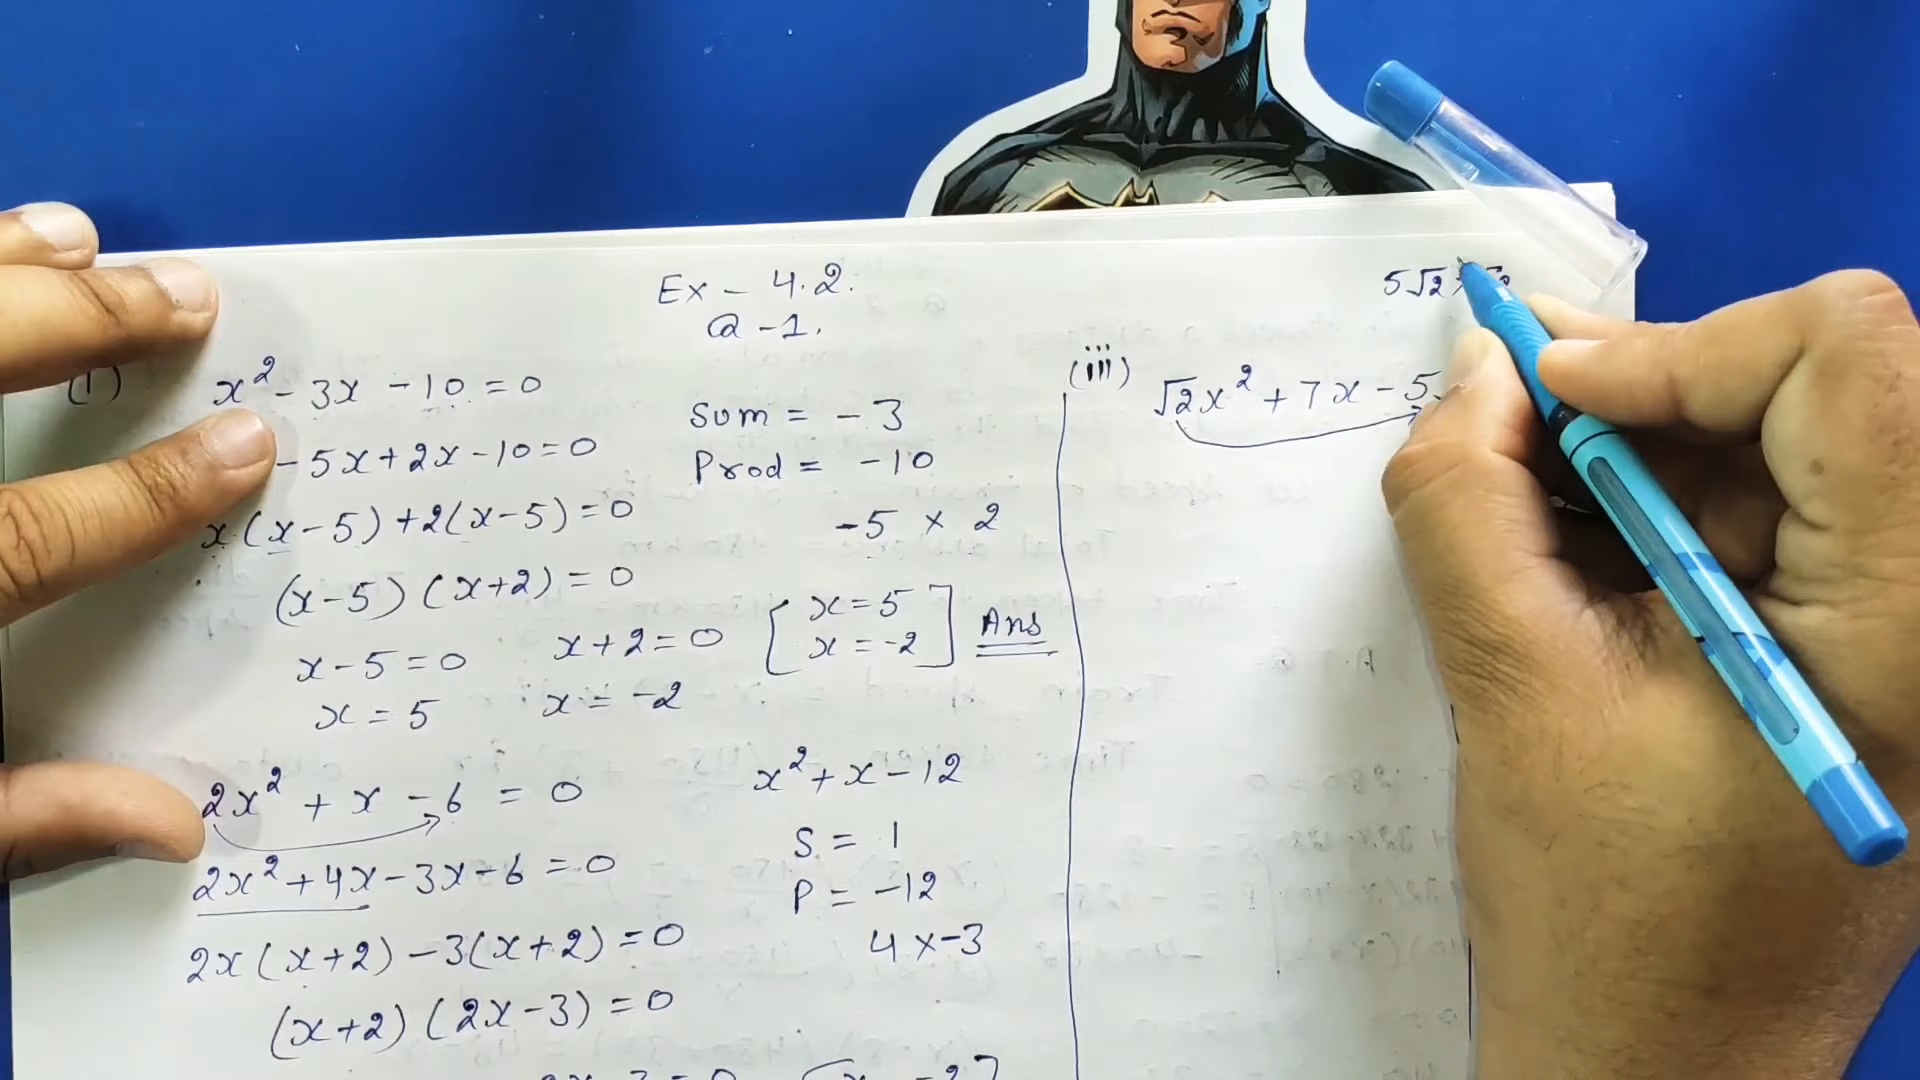 Ex - 4.2.
Q -1.
(i) x² - 3x - 10 = 0
- 5x + 2x - 10 = 0
x(x - 5) + 2(x - 5) = 0
(x - 5) (x + 2) = 0
x - 5 = 0 x + 2 = 0
x = 5 x = -2
Sum = - 3
Prod = -10
-5 × 2
[x = 5
x = -2] Ans
2x² + x - 6 = 0
2x² + 4x - 3x - 6 = 0
2x(x + 2) - 3(x + 2) = 0
(x + 2) (2x - 3) = 0
x² + x - 12
S = 1
P = -12
4 × -3
5√2
(iii) √2x² + 7x - 5